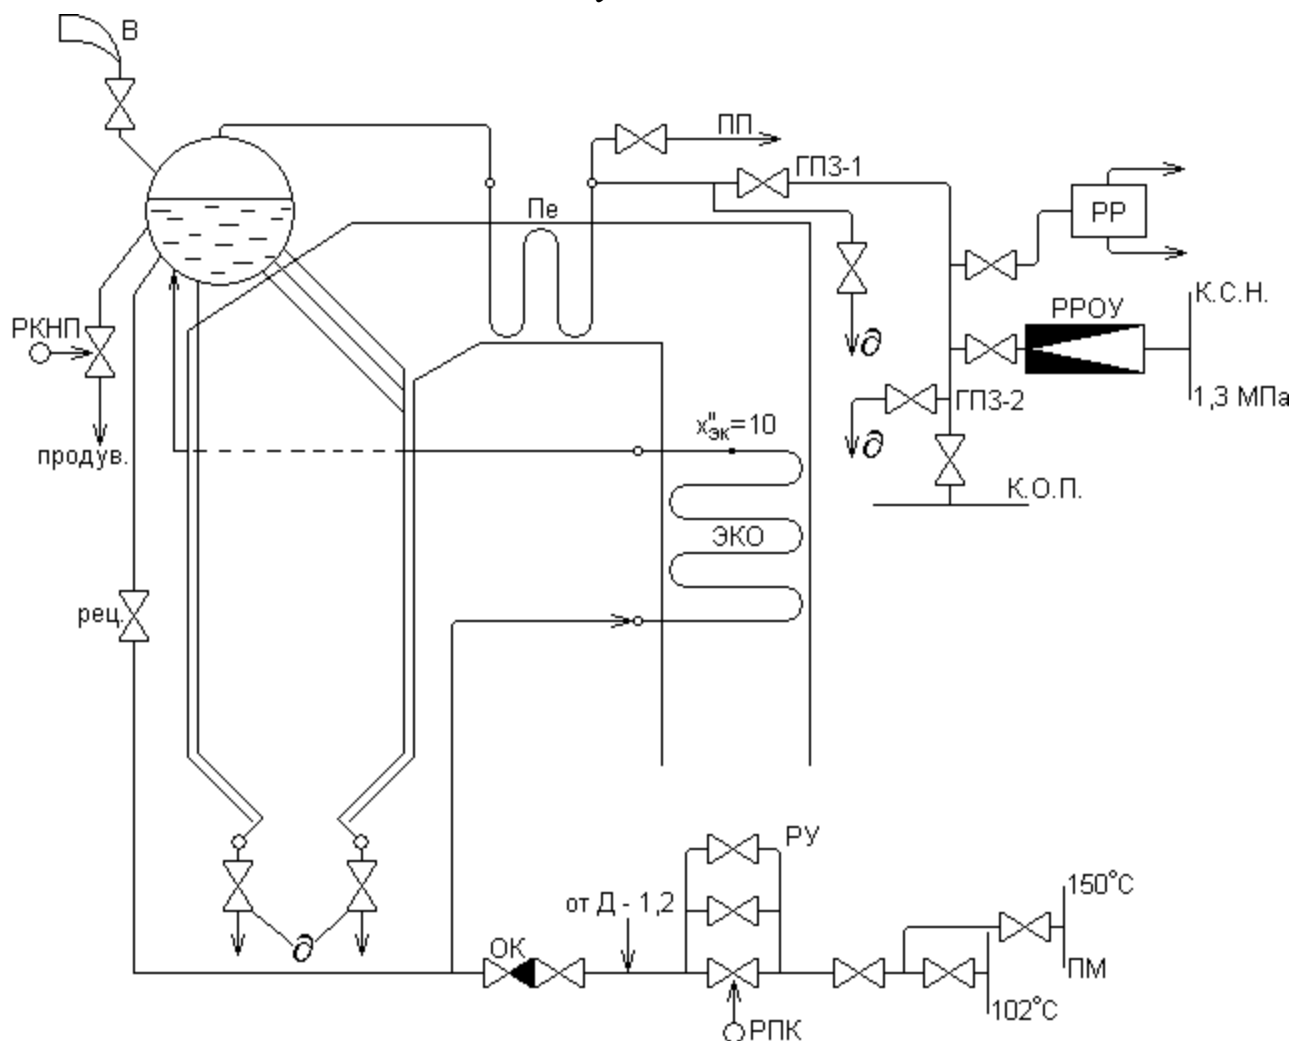 В
ПП
ГПЗ-1
Пе
РР
К.С.Н.
РКНП
РРОУ
д
1,3 МПа
ГПЗ-2
продув.
x"эк=10
д
К.О.П.
ЭКО
рец.
РУ
150°C
от Д - 1,2
д
ОК
ПМ
102°C
РПК